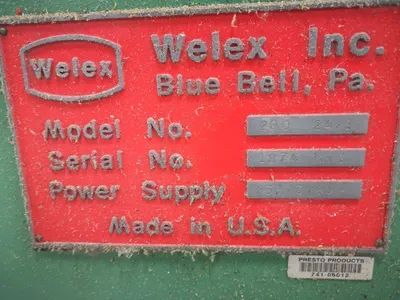 Welex
Welex Inc.
Blue Bell, Pa.
Model No.
Serial No.
Power Supply
Made in U.S.A.
PRESTO PRODUCTS